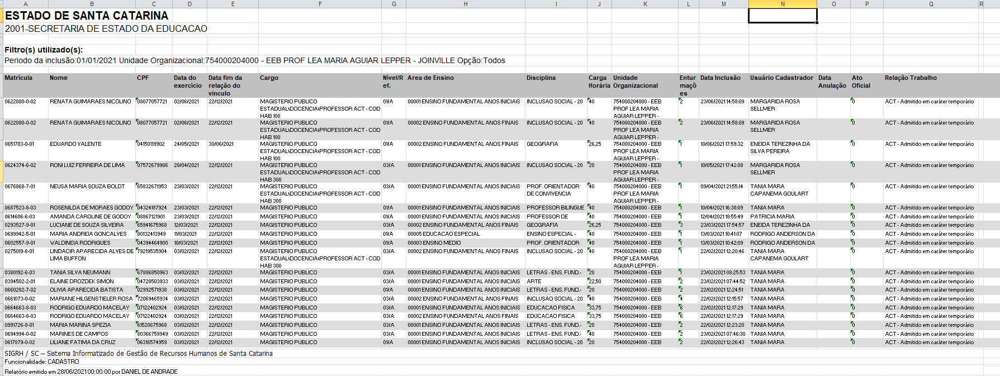 A B C D E F G H I J K L M N O P Q R
ESTADO DE SANTA CATARINA
2001-SECRETARIA DE ESTADO DA EDUCACAO
Filtro(s) utilizado(s):
Periodo da inclusão:01/01/2021 Unidade Organizacional:754000204000 - EEB PROF LEA MARIA AGUIAR LEPPER - JOINVILLE Opção:Todos
Matrícula Nome CPF Data do exercício Data fim da relação do vinculo Cargo Nível/Ref. Area de Ensino Disciplina Carga Horária Unidade Organizacional Enturmações Data Inclusão Usuário Cadastrador Data Anulação Ato Oficial Relação Trabalho
0622080-0-02 RENATA GUIMARAES NICOLINO 08077057721 02/06/2021 22/12/2021 MAGISTERIO PUBLICO ESTADUAL\DOCENCIA\PROFESSOR ACT - COD HAB 100 01/A 00001 ENSINO FUNDAMENTAL ANOS INICIAIS INCLUSAO SOCIAL - 20 40 754000204000 - EEB PROF LEA MARIA AGUIAR LEPPER - 2 23/06/2021 14:58:09 MARGARIDA ROSA SELLMER 0 ACT - Admitido em caráter temporário
0622080-0-02 RENATA GUIMARAES NICOLINO 08077057721 02/06/2021 22/12/2021 MAGISTERIO PUBLICO ESTADUAL\DOCENCIA\PROFESSOR ACT - COD HAB 100 01/A 00002 ENSINO FUNDAMENTAL ANOS FINAIS INCLUSAO SOCIAL - 20 40 754000204000 - EEB PROF LEA MARIA AGUIAR LEPPER - 2 23/06/2021 14:58:09 MARGARIDA ROSA SELLMER 0 ACT - Admitido em caráter temporário
0651703-0-01 EDUARDO VALENTE 04150119902 24/05/2021 30/06/2021 MAGISTERIO PUBLICO ESTADUAL\DOCENCIA\PROFESSOR ACT - COD HAB 100 01/A 00002 ENSINO FUNDAMENTAL ANOS FINAIS GEOGRAFIA 26,25 754000204000 - EEB PROF LEA MARIA AGUIAR LEPPER - 1 10/06/2021 17:59:32 ENEIDA TEREZINHA DA SILVA PEREIRA 0 ACT - Admitido em caráter temporário
0624374-6-02 RONI LUIZ FERREIRA DE LIMA 07572679986 28/04/2021 22/12/2021 MAGISTERIO PUBLICO ESTADUAL\DOCENCIA\PROFESSOR ACT - COD HAB 300 03/A 00001 ENSINO FUNDAMENTAL ANOS INICIAIS INCLUSAO SOCIAL - 20 20 754000204000 - EEB PROF LEA MARIA AGUIAR LEPPER - 1 10/05/2021 17:42:08 MARGARIDA ROSA SELLMER 0 ACT - Admitido em caráter temporário
0676868-7-01 NEUSA MARIA SOUZA BOLDT 65832671953 23/03/2021 22/12/2021 MAGISTERIO PUBLICO ESTADUAL\DOCENCIA\PROFESSOR ACT - COD HAB 300 03/A 00001 ENSINO FUNDAMENTAL ANOS INICIAIS PROF. ORIENTADOR DE CONVIVENCIA 40 754000204000 - EEB PROF LEA MARIA AGUIAR LEPPER - 1 09/04/2021 21:55:14 TANIA MARA CAPANEMA GOULART 0 ACT - Admitido em caráter temporário
0687523-8-03 ROSENILDA DE MORAES GODOY 04324187924 23/03/2021 22/12/2021 MAGISTERIO PUBLICO 01/A 00001 ENSINO FUNDAMENTAL ANOS INICIAIS PROFESSOR BILINGUE 40 754000204000 - EEB 1 10/04/2021 16:38:09 TANIA MARA 0 ACT - Admitido em caráter temporário
0614606-6-03 AMANDA CAROLINE DE GODOY 08867121901 23/03/2021 22/12/2021 MAGISTERIO PUBLICO 01/A 00001 ENSINO FUNDAMENTAL ANOS INICIAIS PROFESSOR DE 40 754000204000 - EEB 1 12/04/2021 18:55:49 PATRICIA MARIA 0 ACT - Admitido em caráter temporário
0293527-9-01 LUCIANE DE SOUZA SILVEIRA 65941675968 12/03/2021 22/12/2021 MAGISTERIO PUBLICO 03/A 00002 ENSINO FUNDAMENTAL ANOS FINAIS GEOGRAFIA 26,25 754000204000 - EEB 3 23/03/2021 17:54:57 ENEIDA TEREZINHA DA 0 ACT - Admitido em caráter temporário
0699942-5-01 MARIA ANDREIA GONCALVES 80132413949 11/03/2021 22/12/2021 MAGISTERIO PUBLICO 01/A 00005 EDUCACAO ESPECIAL ENSINO ESPECIAL - 40 754000204000 - EEB 1 13/03/2021 10:41:07 RODRIGO ANDERSON DA 0 ACT - Admitido em caráter temporário
0602557-9-01 VALDINEIA RODRIGUES 04394464900 10/03/2021 22/12/2021 MAGISTERIO PUBLICO 01/A 00003 ENSINO MEDIO PROF. ORIENTADOR 40 754000204000 - EEB 1 13/03/2021 10:42:09 RODRIGO ANDERSON DA 0 ACT - Admitido em caráter temporário
0275019-8-01 LINDACIR APARECIDA ALVES DE LIMA BUFFON 79219535904 03/02/2021 22/12/2021 MAGISTERIO PUBLICO ESTADUAL\DOCENCIA\PROFESSOR ACT - COD HAB 300 03/A 00002 ENSINO FUNDAMENTAL ANOS FINAIS INCLUSAO SOCIAL - 20 40 754000204000 - EEB PROF LEA MARIA AGUIAR LEPPER - 1 22/02/2021 12:20:46 TANIA MARA CAPANEMA GOULART 0 ACT - Admitido em caráter temporário
0380192-6-03 TANIA SILVA NEUMANN 67886850963 03/02/2021 22/12/2021 MAGISTERIO PUBLICO 03/A 00001 ENSINO FUNDAMENTAL ANOS INICIAIS LETRAS - ENS. FUND.- 20 754000204000 - EEB 1 23/02/2021 08:25:53 TANIA MARA 0 ACT - Admitido em caráter temporário
0394502-2-01 ELAINE DROZDEK SIMON 04728503933 03/02/2021 22/12/2021 MAGISTERIO PUBLICO 03/A 00001 ENSINO FUNDAMENTAL ANOS INICIAIS ARTE 22,50 754000204000 - EEB 2 23/02/2021 07:44:52 TANIA MARA 0 ACT - Admitido em caráter temporário
0660282-7-02 OLIVIA APARECIDA BATISTA 02992571938 03/02/2021 22/12/2021 MAGISTERIO PUBLICO 01/A 00001 ENSINO FUNDAMENTAL ANOS INICIAIS LETRAS - ENS. FUND.- 20 754000204000 - EEB 2 22/02/2021 12:24:51 TANIA MARA 0 ACT - Admitido em caráter temporário
0661073-0-02 MARIANE HILGENSTIELER ROSA 72069465934 03/02/2021 22/12/2021 MAGISTERIO PUBLICO 03/A 00002 ENSINO FUNDAMENTAL ANOS FINAIS INCLUSAO SOCIAL - 20 40 754000204000 - EEB 4 22/02/2021 12:15:57 TANIA MARA 0 ACT - Admitido em caráter temporário
0664663-8-03 RODRIGO EDUARDO MACELAY 07122402924 03/02/2021 22/12/2021 MAGISTERIO PUBLICO 03/A 00001 ENSINO FUNDAMENTAL ANOS INICIAIS EDUCACAO FISICA 33,75 754000204000 - EEB 6 22/02/2021 12:17:29 TANIA MARA 0 ACT - Admitido em caráter temporário
0664663-8-03 RODRIGO EDUARDO MACELAY 07122402924 03/02/2021 22/12/2021 MAGISTERIO PUBLICO 03/A 00002 ENSINO FUNDAMENTAL ANOS FINAIS EDUCACAO FISICA 33,75 754000204000 - EEB 6 22/02/2021 12:17:29 TANIA MARA 0 ACT - Admitido em caráter temporário
0991726-8-01 MARIA MARINA SPEZIA 61520675968 03/02/2021 22/12/2021 MAGISTERIO PUBLICO 03/A 00001 ENSINO FUNDAMENTAL ANOS INICIAIS LETRAS - ENS. FUND.- 20 754000204000 - EEB 2 22/02/2021 12:23:20 TANIA MARA 0 ACT - Admitido em caráter temporário
0694994-0-02 MARINES DE CAMPOS 80366759949 03/02/2021 22/12/2021 MAGISTERIO PUBLICO 03/A 00001 ENSINO FUNDAMENTAL ANOS INICIAIS LETRAS - ENS. FUND.- 40 754000204000 - EEB 2 23/02/2021 07:46:30 TANIA MARA 0 ACT - Admitido em caráter temporário
0617879-0-02 LILIANE FATIMA DA CRUZ 06316574959 03/02/2021 22/12/2021 MAGISTERIO PUBLICO 01/A 00001 ENSINO FUNDAMENTAL ANOS INICIAIS INCLUSAO SOCIAL - 20 20 754000204000 - EEB 2 22/02/2021 12:26:43 TANIA MARA 0 ACT - Admitido em caráter temporário
SIGRH / SC – Sistema Informatizado de Gestão de Recursos Humanos de Santa Catarina
Funcionalidade: CADASTRO
Relatório emitido em 28/06/2021 00:00:00 por DANIEL DE ANDRADE